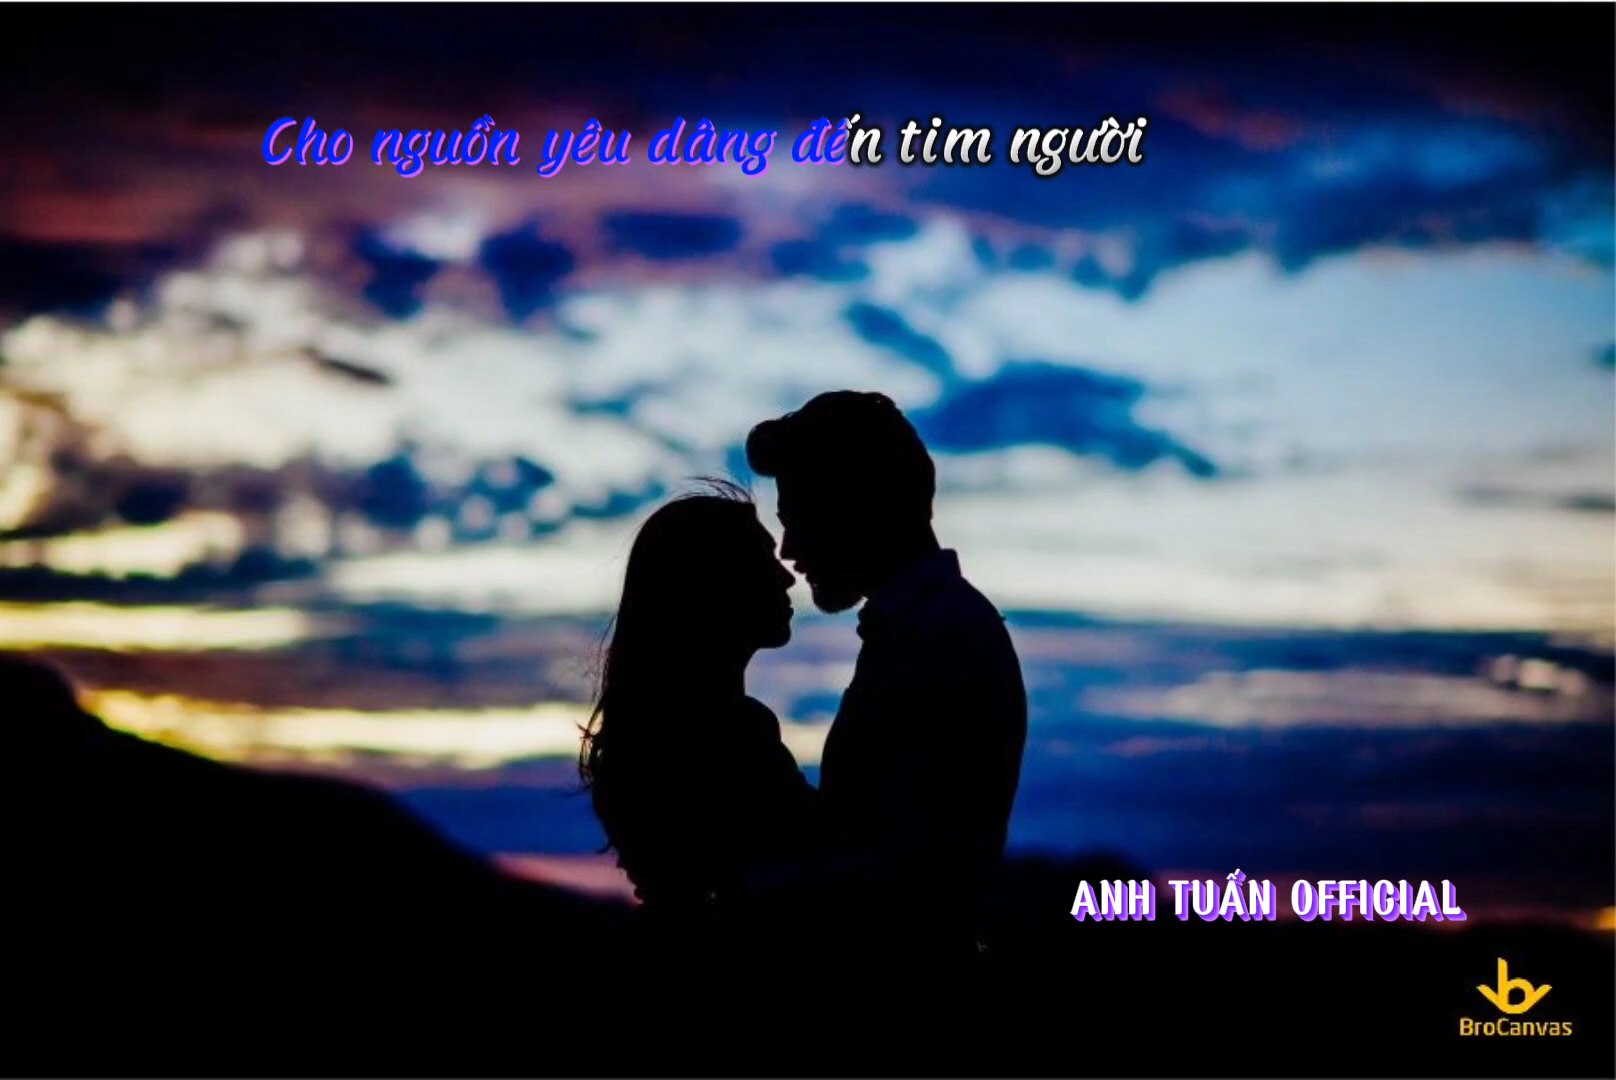 Cho nguồn yêu dâng đến tim người
ANH TUẤN OFFICIAL
BroCanvas